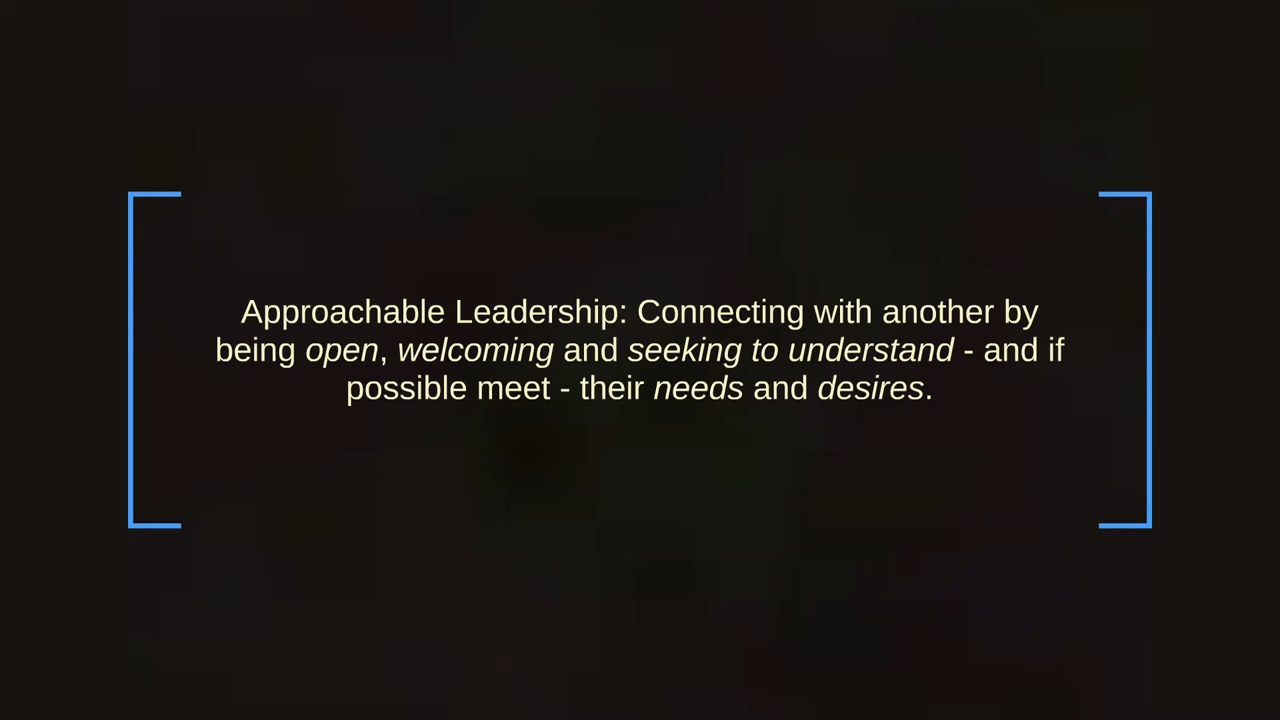 Approachable Leadership: Connecting with another by
being open, welcoming and seeking to understand - and if
possible meet - their needs and desires.